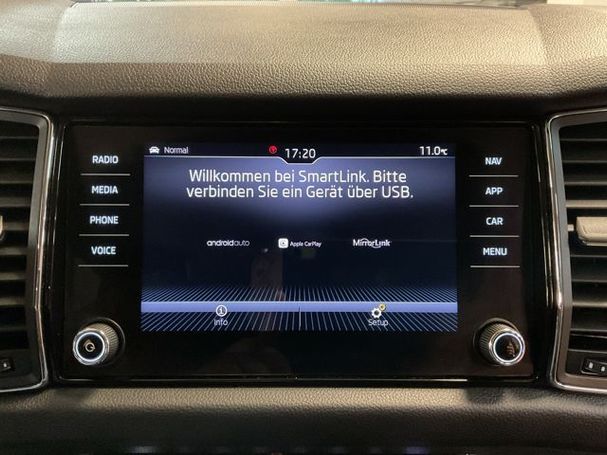 Normal
17:20
11.0°C
Willkommen bei SmartLink. Bitte
verbinden Sie ein Gerät über USB.
androidauto
Apple CarPlay
MirrorLink
Info
Setup
RADIO
MEDIA
PHONE
VOICE
NAV
APP
CAR
MENU